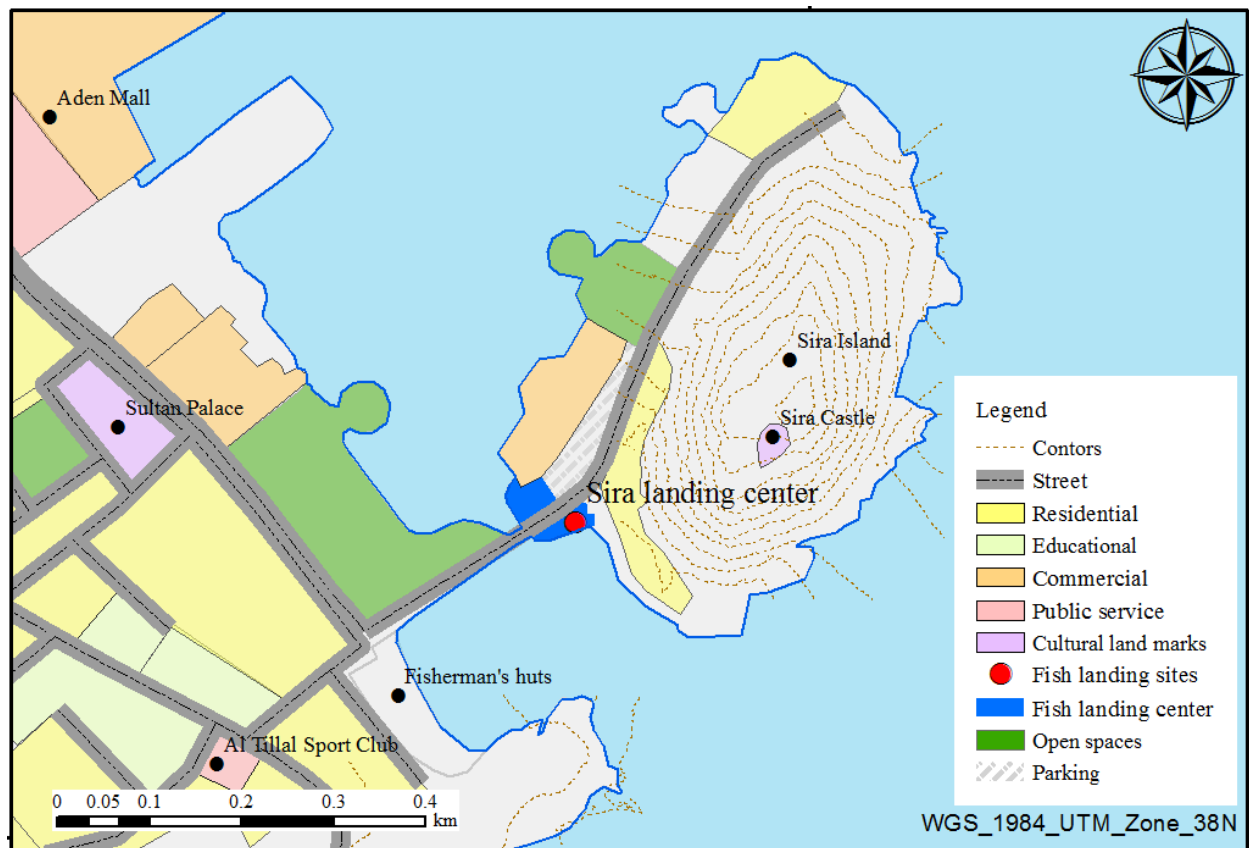 Aden Mall
Sira Island
Sultan Palace
Sira Castle
Sira landing center
Fisherman's huts
Al Tillal Sport Club
Legend
Contors
Street
Residential
Educational
Commercial
Public service
Cultural land marks
Fish landing sites
Fish landing center
Open spaces
Parking
0 0.05 0.1 0.2 0.3 0.4
km
WGS_1984_UTM_Zone_38N